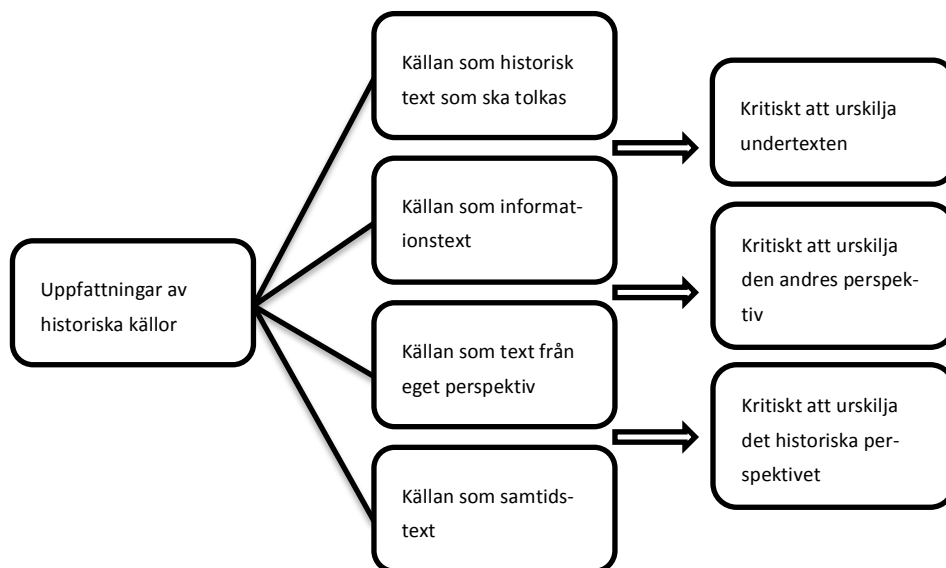 Uppfattningar av
historiska källor
Källan som historisk
text som ska tolkas
Källan som informat-
ionstext
Källan som text från
eget perspektiv
Källan som samtids-
text
Kritiskt att urskilja
undertexten
Kritiskt att urskilja
den andres perspek-
tiv
Kritiskt att urskilja
det historiska per-
spektivet